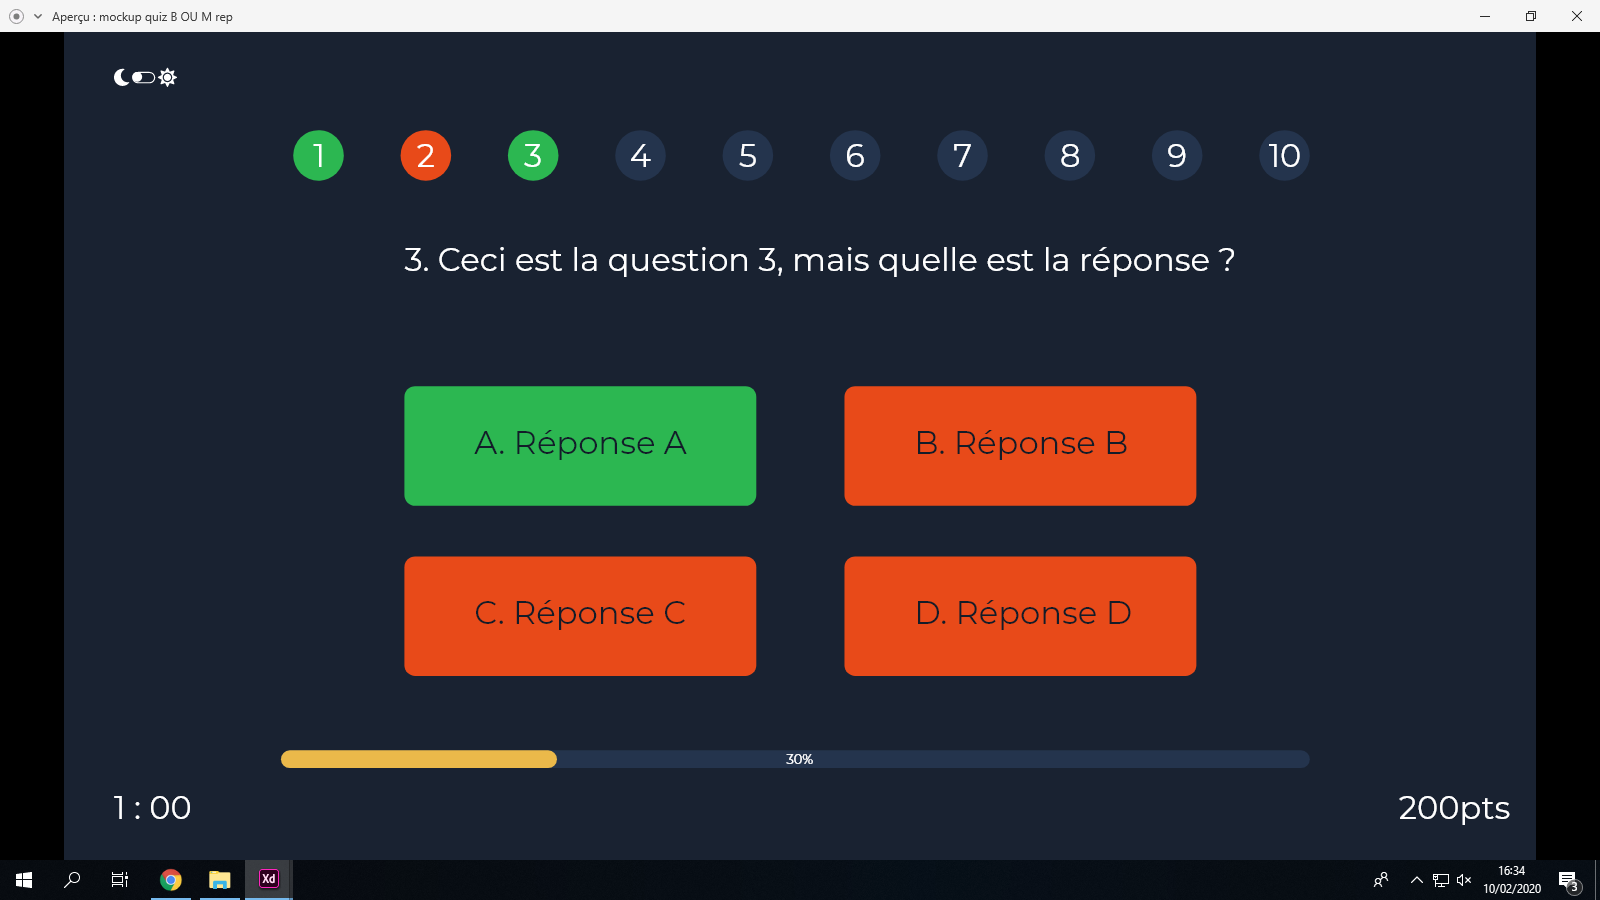 Aperçu : mockup quiz B OU M rep
1 2 3 4 5 6 7 8 9 10
3. Ceci est la question 3, mais quelle est la réponse ?
A. Réponse A
B. Réponse B
C. Réponse C
D. Réponse D
30%
1 : 00
200pts
Xd
16:34
10/02/2020
3